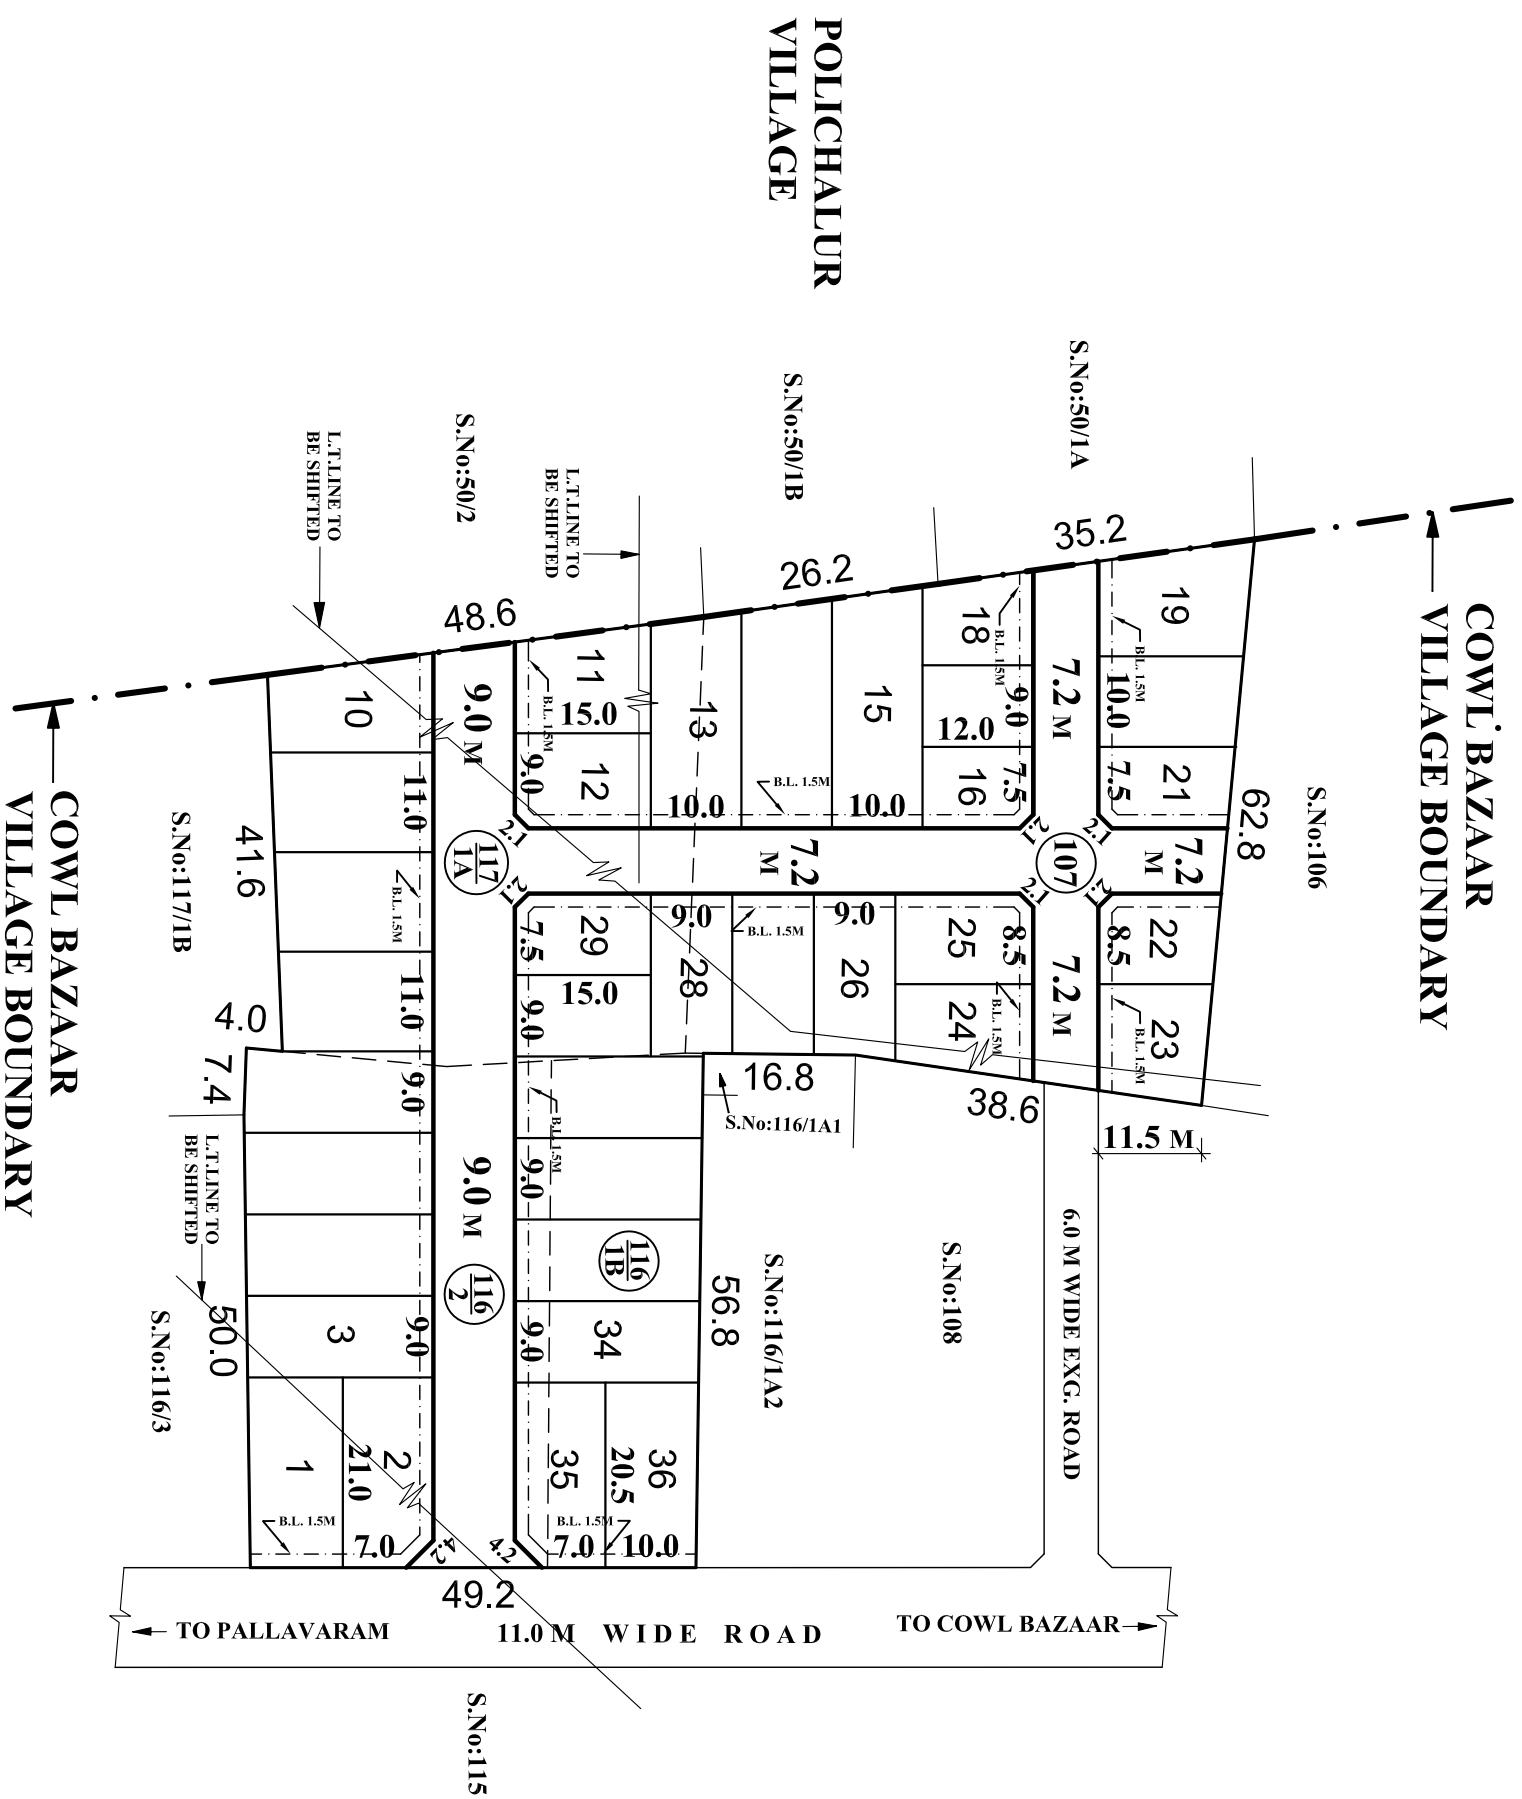 POLICHALUR
VILLAGE
COWL BAZAAR
VILLAGE BOUNDARY
S.No:50/1A
S.No:50/1B
S.No:50/2
L.T.LINE TO
BE SHIFTED
L.T.LINE TO
BE SHIFTED
35.2
26.2
48.6
19
B.L. 1.5M
10.0
21
7.5
62.8
S.No:106
18
B.L. 1.5M
9.0
7.2 M
12.0
16
7.5
15
10.0
B.L. 1.5M
13
10.0
11
15.0
B.L. 1.5M
12
9.0
9.0 M
10
11.0
2.1
2.1
107
2.1
2.1
7.2
M
7.2
M
117
1A
2.1
2.1
22
8.5
23
B.L. 1.5M
7.2 M
25
8.5
24
B.L. 1.5M
9.0
26
B.L. 1.5M
9.0
28
29
7.5
15.0
9.0
B.L. 1.5M
11.0
41.6
S.No:117/1B
4.0
7.4
COWL BAZAAR
VILLAGE BOUNDARY
38.6
16.8
S.No:116/1A1
11.5 M
6.0 M WIDE EXG. ROAD
S.No:108
S.No:116/1A2
56.8
B.L. 1.5M
9.0
9.0
116
1B
34
9.0
9.0 M
116
2
9.0
3
L.T.LINE TO
BE SHIFTED
50.0
S.No:116/3
36
20.5
10.0
35
7.0
B.L. 1.5M
4.2
4.2
2
21.0
7.0
1
B.L. 1.5M
49.2
TO PALLAVARAM
11.0 M WIDE ROAD
TO COWL BAZAAR
S.No:115